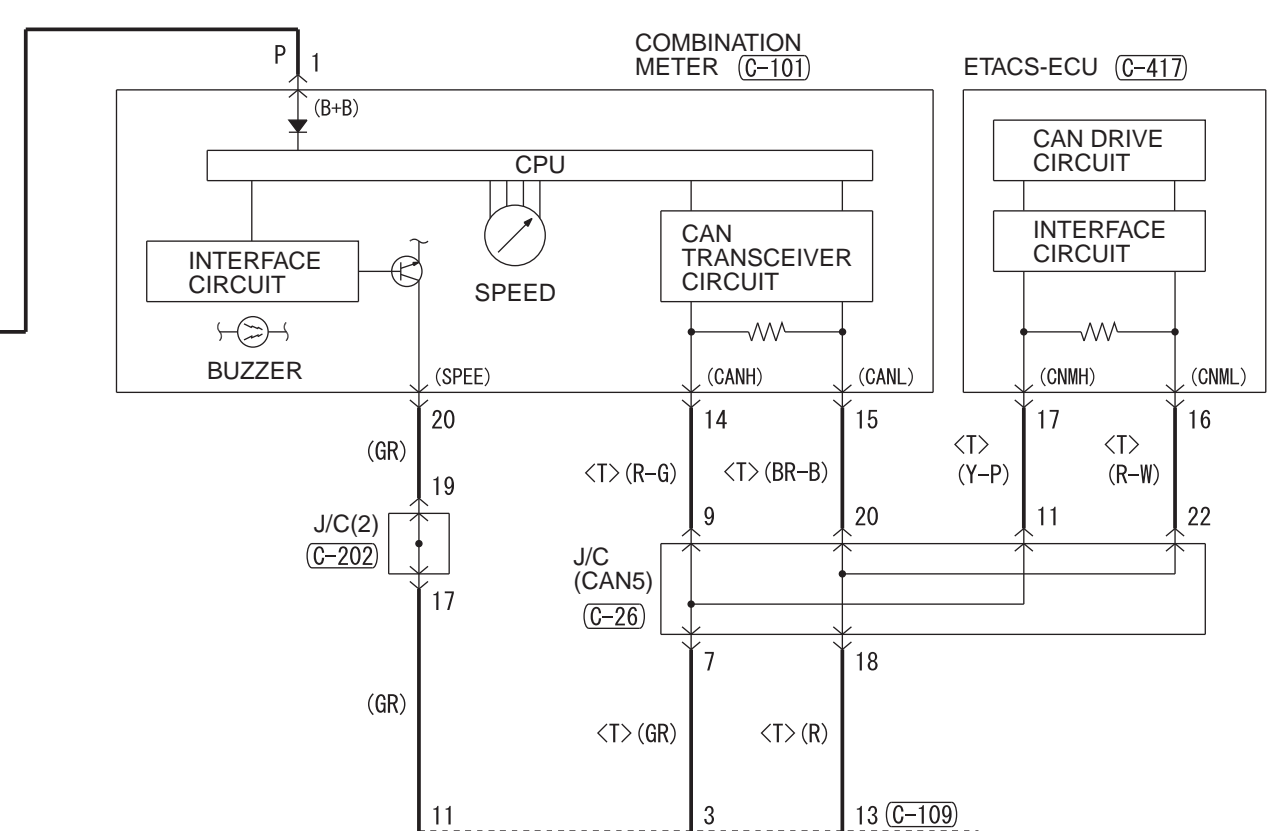 COMBINATION
METER (C-101)
ETACS-ECU (C-417)
P 1
(B+B)
CPU
CAN DRIVE
CIRCUIT
INTERFACE
CIRCUIT
SPEED
CAN
TRANSCEIVER
CIRCUIT
INTERFACE
CIRCUIT
BUZZER
(SPEE) (CANH) (CANL) (CNMH) (CNML)
20 14 15 17 16
(GR) <T>(R-G) <T>(BR-B) <T>
(Y-P) <T>
(R-W)
19 9 20 11 22
J/C(2)
(C-202)
J/C
(CAN5)
(C-26)
17 7 18
(GR) <T>(GR) <T>(R)
11 3 13 (C-109)